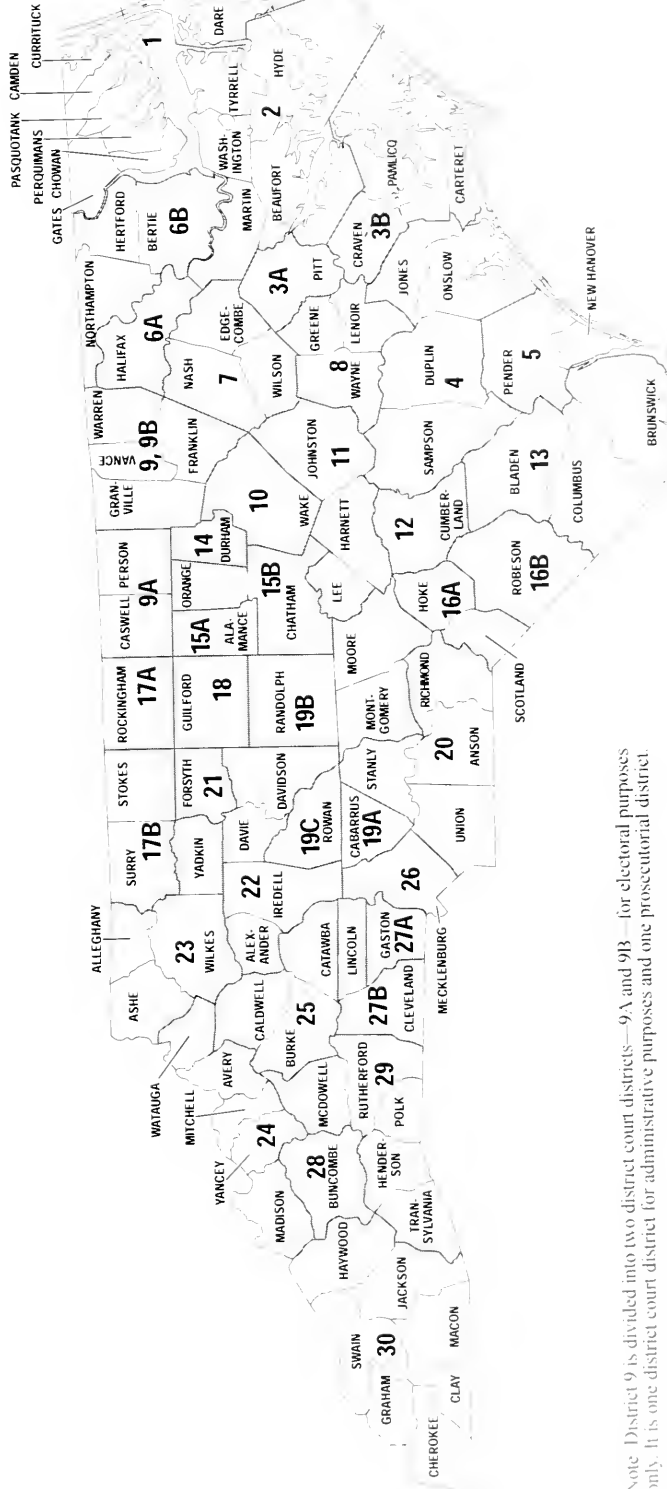 PASQUOTANK
CAMDEN
CURRITUCK
PERQUIMANS
CHOWAN
GATES
1
DARE
TYRRELL
HYDE
WASH-
INGTON
2
HERTFORD
BERTIE
6B
MARTIN
BEAUFORT
PAMLICO
CRAVEN
3B
CARTERET
NORTHAMPTON
HALIFAX
6A
EDGE-
COMBE
3A
PITT
GREENE
LENOIR
JONES
ONSLOW
NEW HANOVER
WARREN
VANCE
9, 9B
FRANKLIN
NASH
7
WILSON
8
WAYNE
DUPLIN
4
PENDER
5
BRUNSWICK
GRAN-
VILLE
10
WAKE
JOHNSTON
11
HARNETT
SAMPSON
BLADEN
13
COLUMBUS
PERSON
CASWELL
9A
ORANGE
14
DURHAM
15A
ALA-
MANCE
15B
CHATHAM
LEE
12
CUMBER-
LAND
HOKE
16A
ROBESON
16B
SCOTLAND
ROCKINGHAM
17A
GUILFORD
18
RANDOLPH
19B
MOORE
MONT-
GOMERY
RICHMOND
20
ANSON
STOKES
FORSYTH
21
DAVIDSON
STANLY
UNION
SURRY
17B
YADKIN
DAVIE
19C
ROWAN
CABARRUS
19A
26
MECKLENBURG
ALLEGHANY
ASHE
23
WILKES
22
IREDELL
ALEX-
ANDER
CATAWBA
LINCOLN
GASTON
27A
WATAUGA
CALDWELL
25
BURKE
27B
CLEVELAND
MITCHELL
AVERY
YANCEY
24
MCDOWELL
RUTHERFORD
29
POLK
MADISON
28
BUNCOMBE
HENDER-
SON
TRAN-
SYLVANIA
HAYWOOD
JACKSON
SWAIN
30
GRAHAM
MACON
CLAY
CHEROKEE
Note District 9 is divided into two district court districts—9A and 9B—for electoral purposes
only. It is one district court district for administrative purposes and one prosecutorial district.